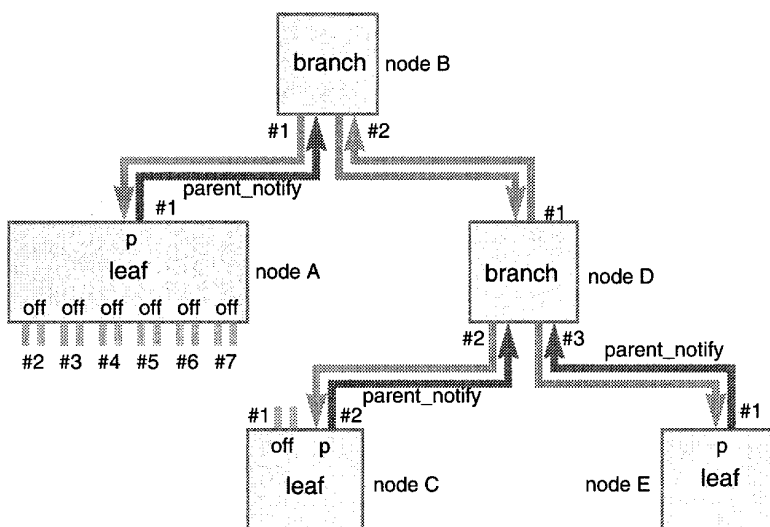 branch node B
#1 #2
parent_notify
#1 #1
p
leaf node A branch node D
off off off off off off
#2 #3 #4 #5 #6 #7
#2 #3
parent_notify
parent_notify
#1 #2 #1
off p p
leaf node C node E leaf